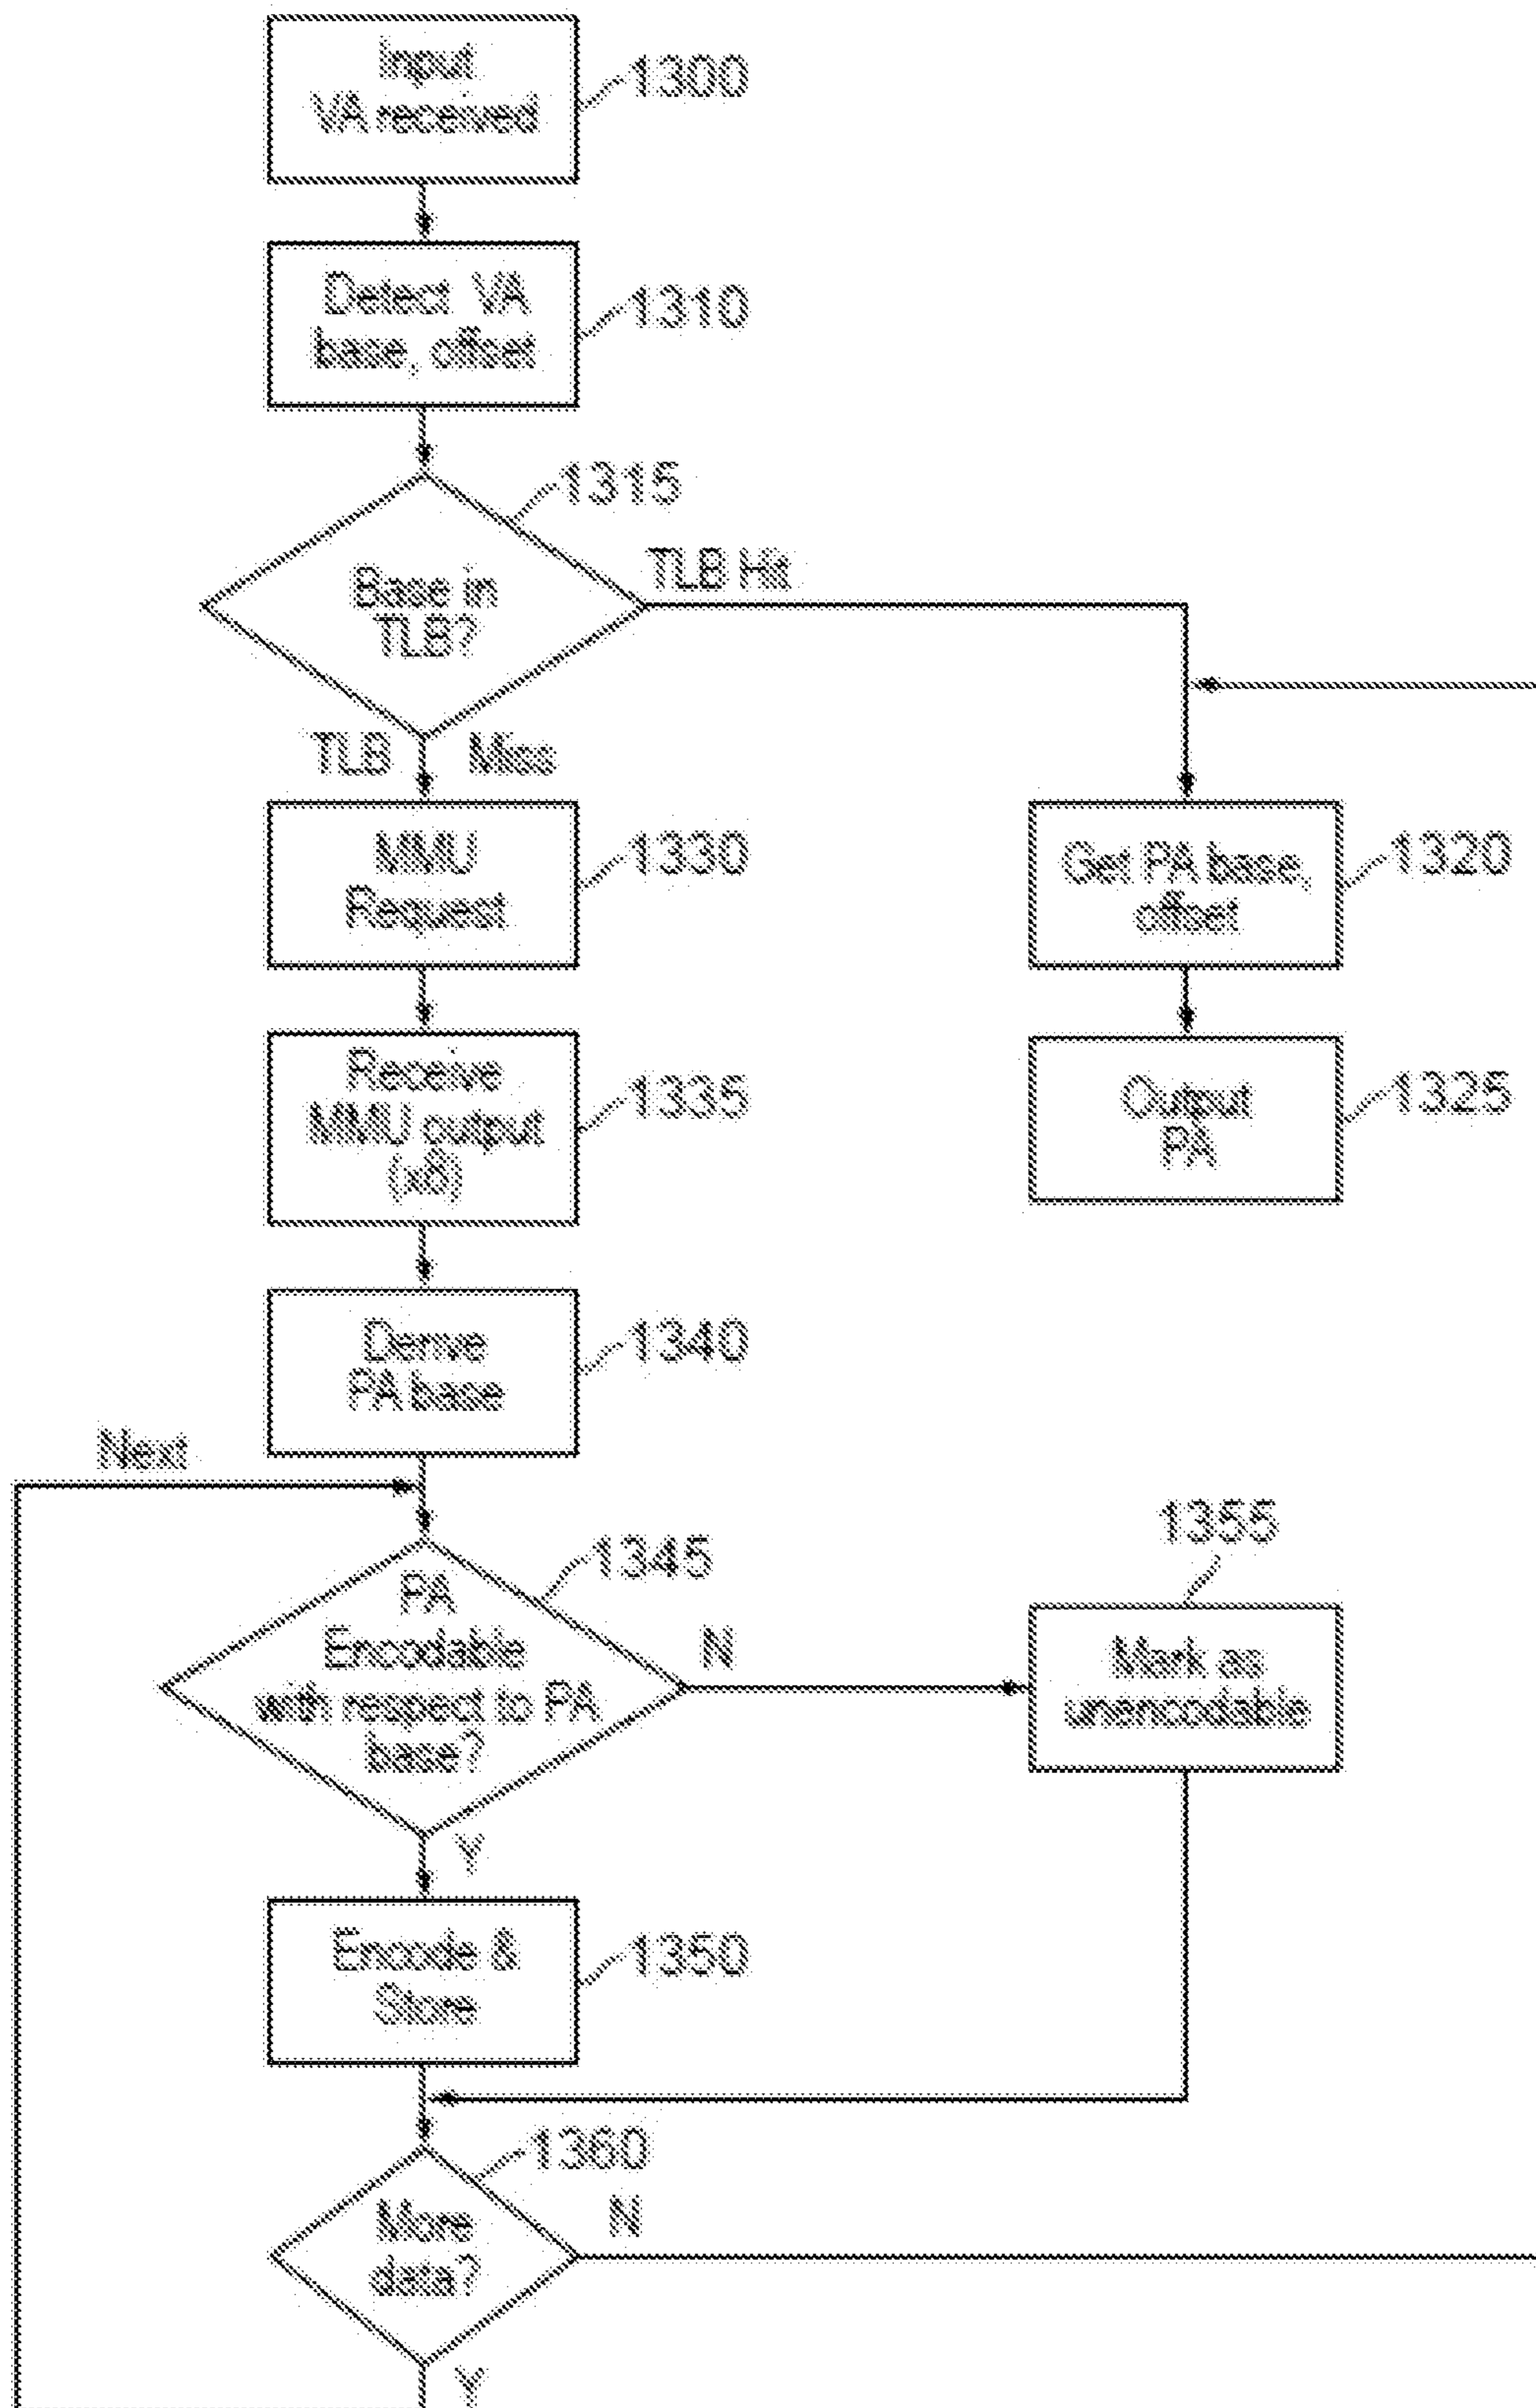 Input
VA received
1300
Detect VA
base, offset
1310
1315
Base in
TLB?
TLB Hit
TLB Miss
MMU
Request
1330
Get PA base,
offset
1320
Receive
MMU output
(x8)
1335
Output
PA
1325
Derive
PA base
1340
Next
1345
PA
Encodable
with respect to PA
base?
N
1355
Mark as
unencodable
Y
Encode &
Store
1350
1360
More
data?
N
Y